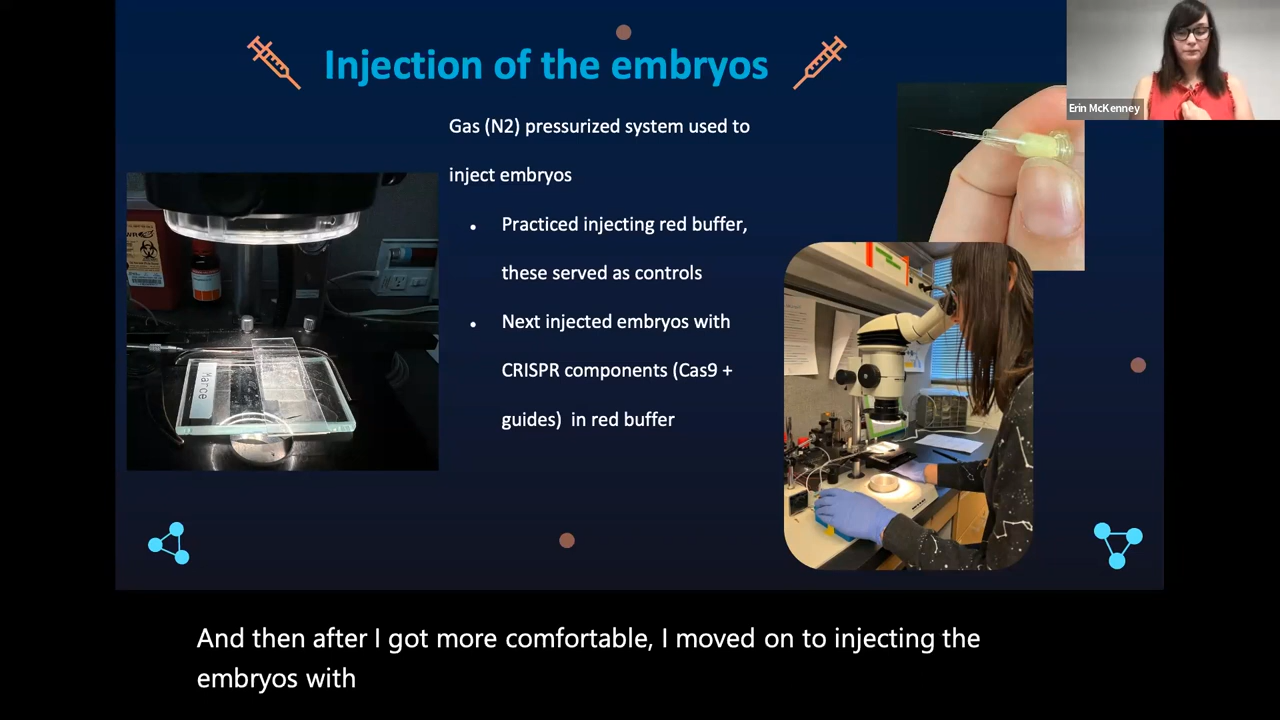 Injection of the embryos
Erin McKenney
Gas (N2) pressurized system used to
inject embryos
• Practiced injecting red buffer,
these served as controls
• Next injected embryos with
CRISPR components (Cas9 +
guides) in red buffer
Marce
And then after I got more comfortable, I moved on to injecting the
embryos with